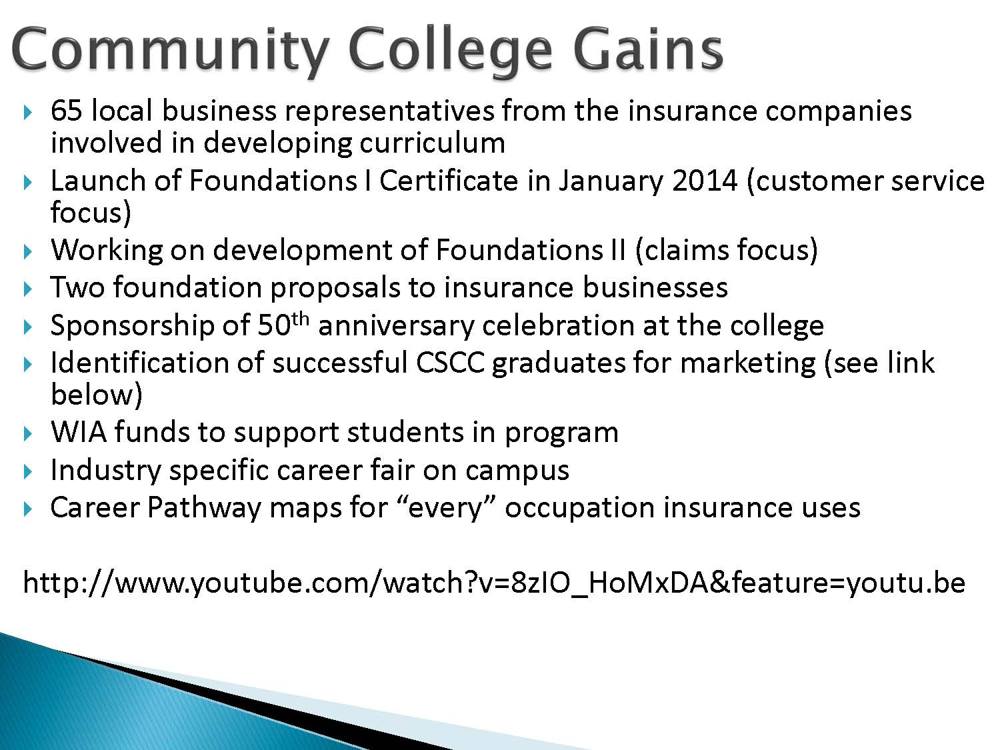 Community College Gains
65 local business representatives from the insurance companies
involved in developing curriculum
Launch of Foundations I Certificate in January 2014 (customer service
focus)
Working on development of Foundations II (claims focus)
Two foundation proposals to insurance businesses
Sponsorship of 50th anniversary celebration at the college
Identification of successful CSCC graduates for marketing (see link
below)
WIA funds to support students in program
Industry specific career fair on campus
Career Pathway maps for “every” occupation insurance uses
http://www.youtube.com/watch?v=8zIO_HoMxDA&feature=youtu.be